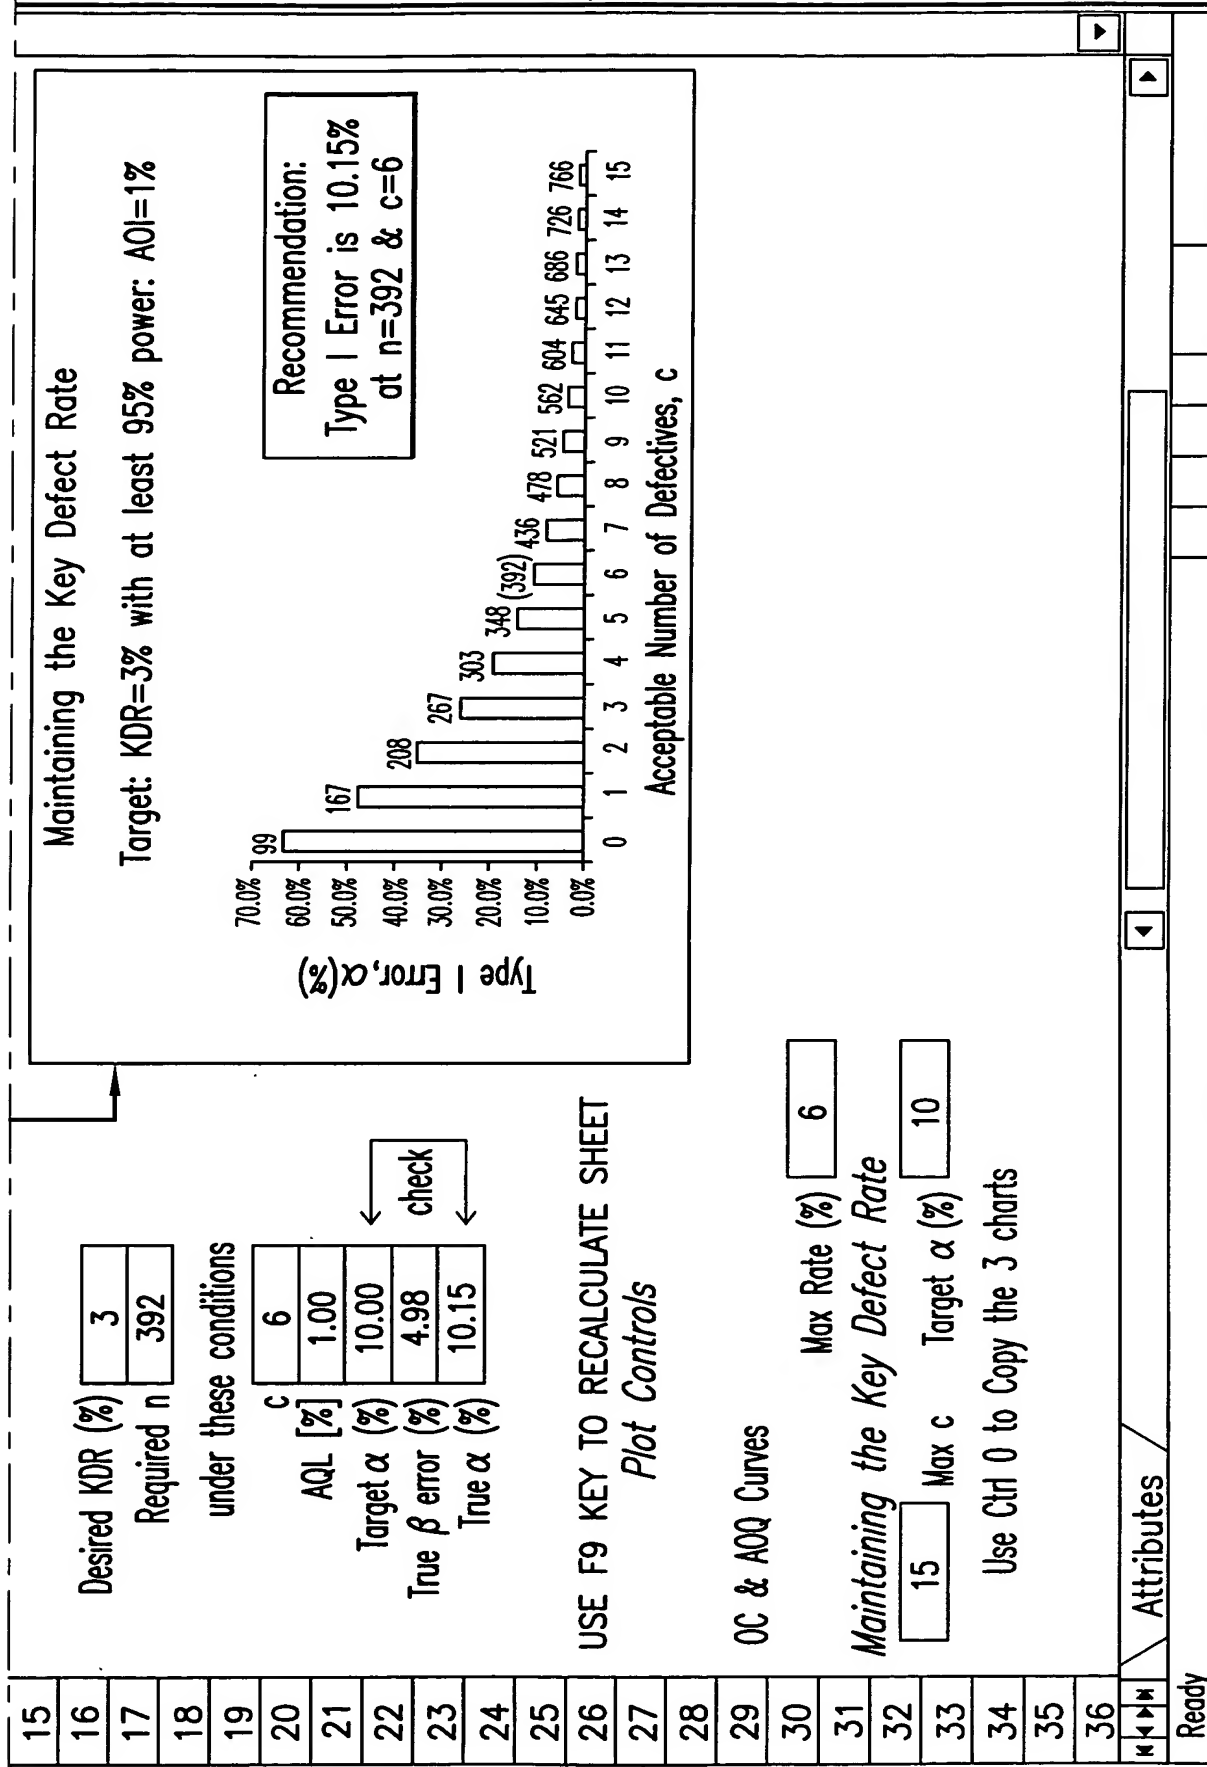 15
16
17
18
19
20
21
22
23
24
25
26
27
28
29
30
31
32
33
34
35
36
Desired KDR (%) 3
Required n 392
under these conditions
c 6
AQL [%] 1.00
Target α (%) 10.00
True β error (%) 4.98
True α (%) 10.15
check
USE F9 KEY TO RECALCULATE SHEET
Plot Controls
OC & AOQ Curves
Max Rate (%) 6
Maintaining the Key Defect Rate
15 Max c Target α (%) 10
Use Ctrl O to Copy the 3 charts
Maintaining the Key Defect Rate
Target: KDR=3% with at least 95% power: AOI=1%
Recommendation:
Type I Error is 10.15%
at n=392 & c=6
Type I Error, α(%)
70.0%
60.0%
50.0%
40.0%
30.0%
20.0%
10.0%
0.0%
99 167 208 267 303 348 (392) 436 478 521 562 604 645 686 726 766
0 1 2 3 4 5 6 7 8 9 10 11 12 13 14 15
Acceptable Number of Defectives, c
Attributes
Ready